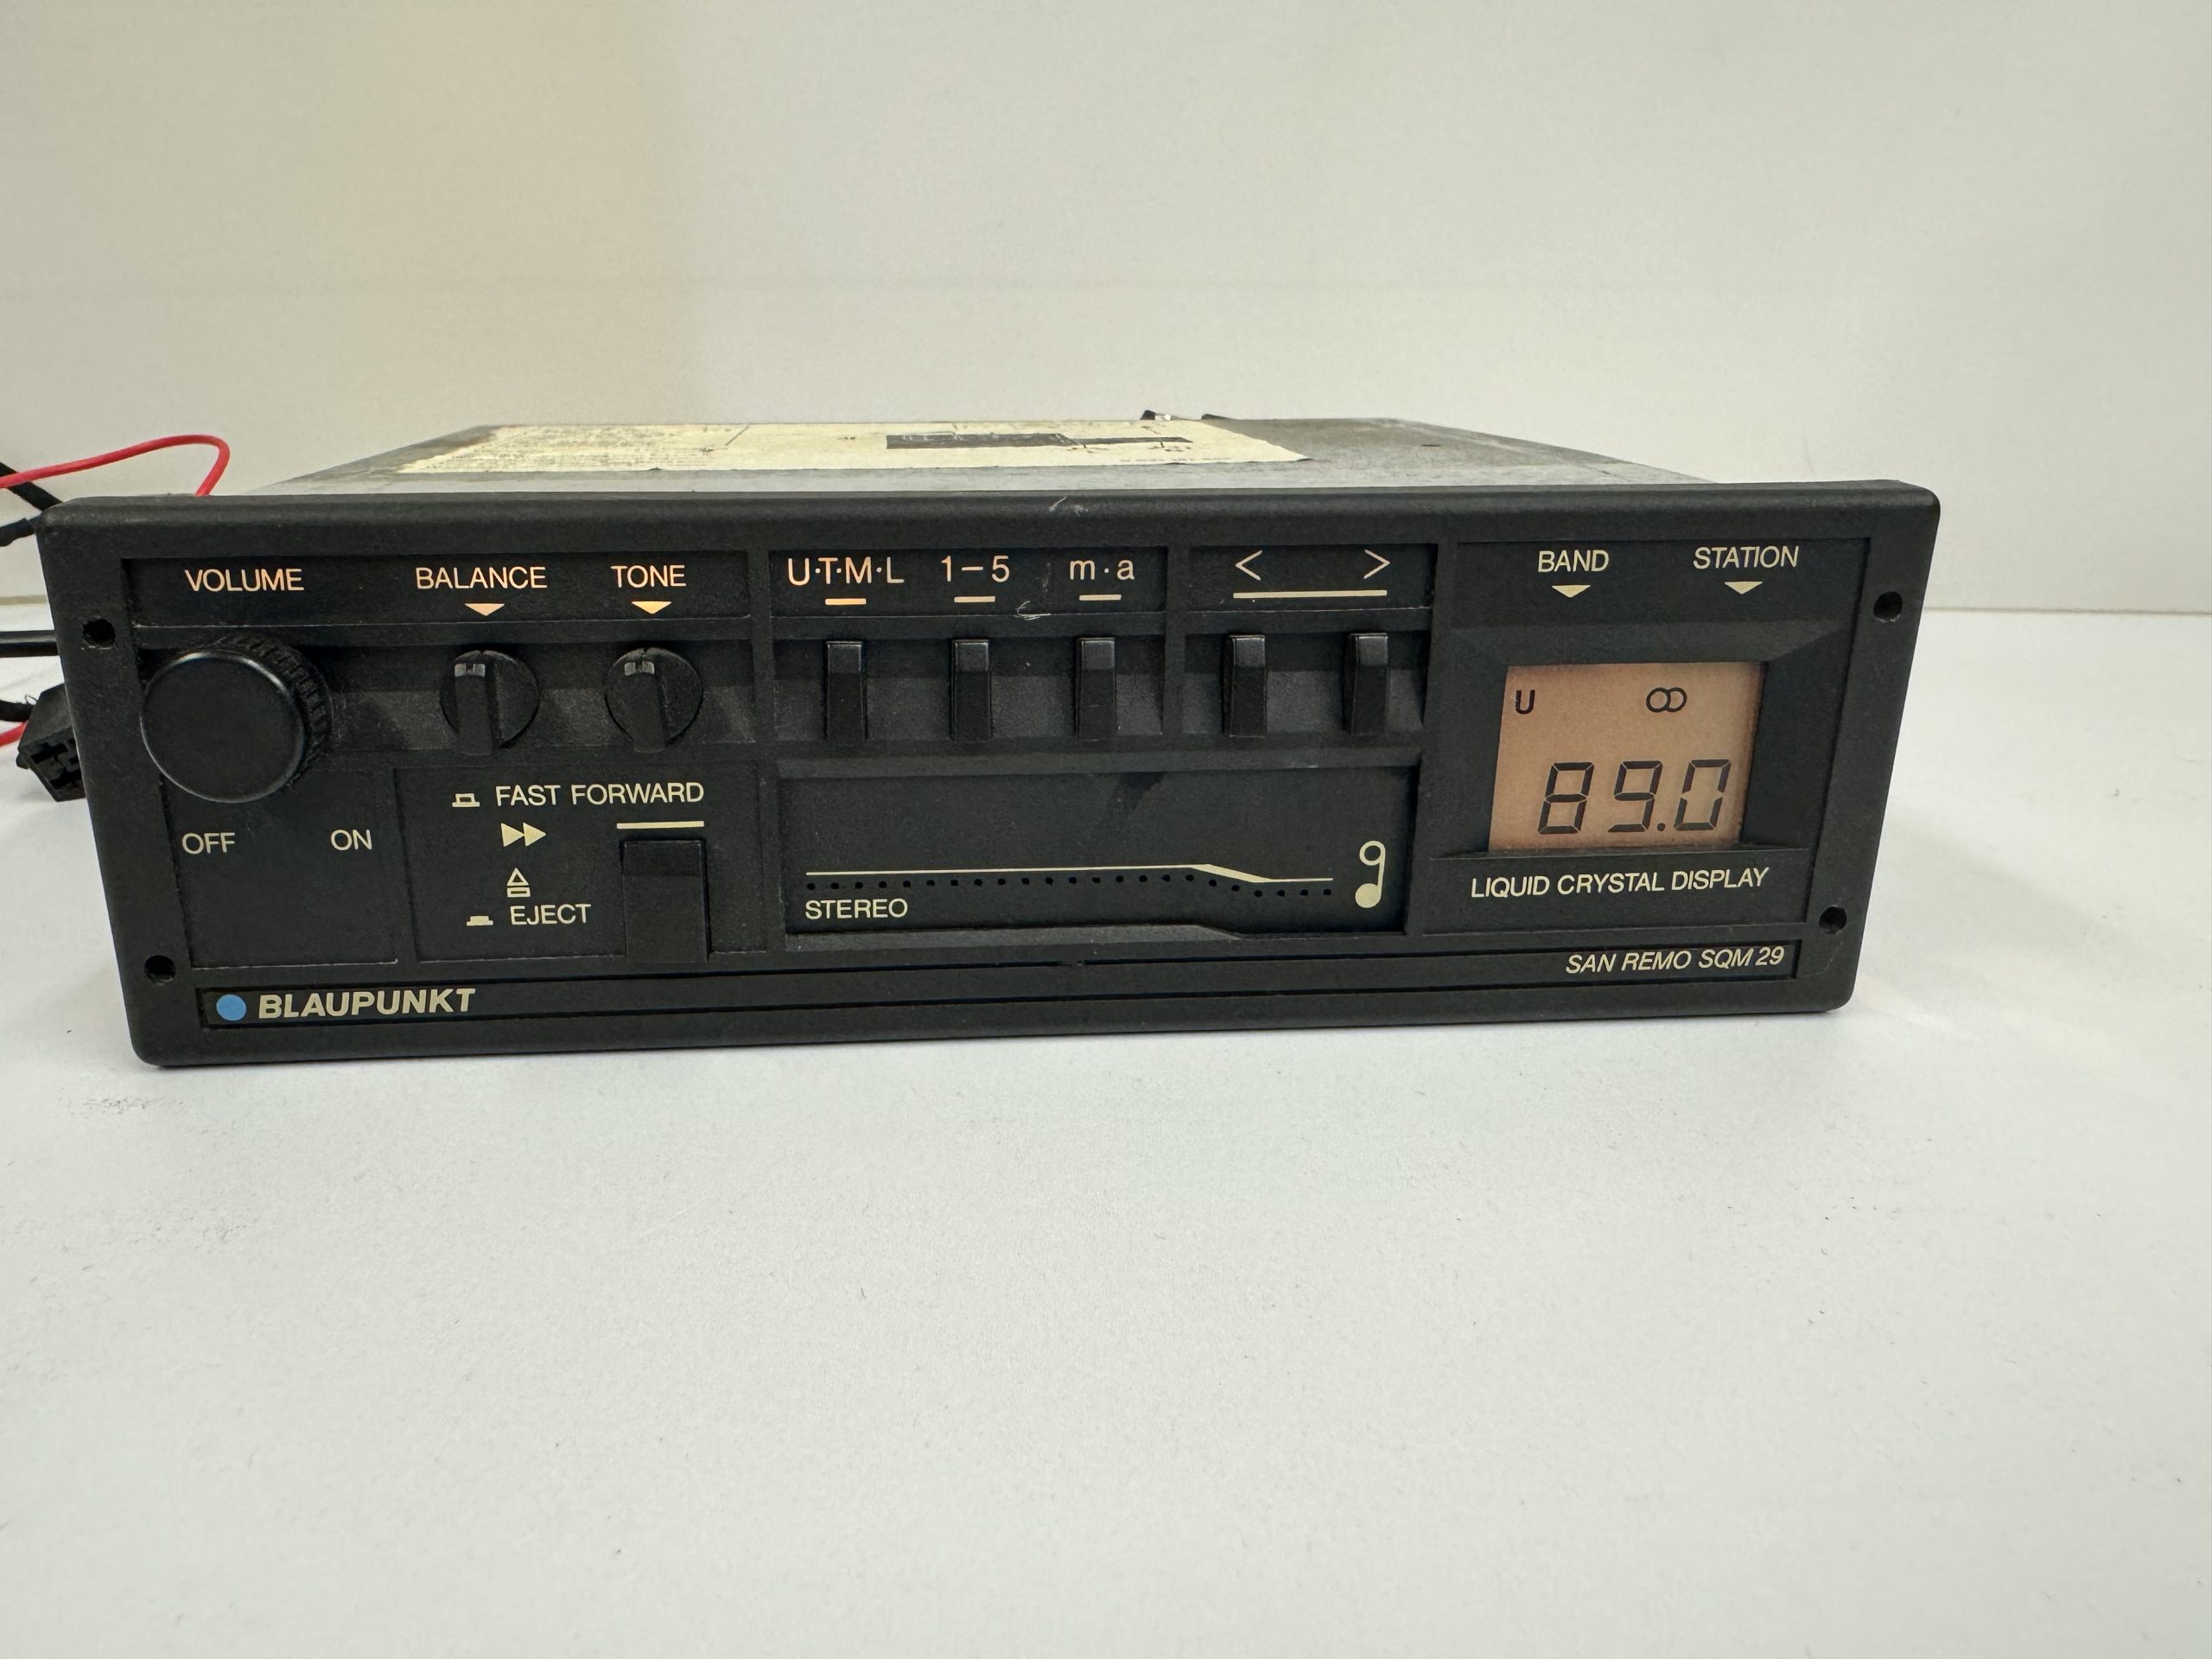 VOLUME BALANCE TONE U·T·M·L 1–5 m·a < > BAND STATION
U
89.0
FAST FORWARD
OFF ON
EJECT
STEREO
LIQUID CRYSTAL DISPLAY
SAN REMO SQM 29
BLAUPUNKT